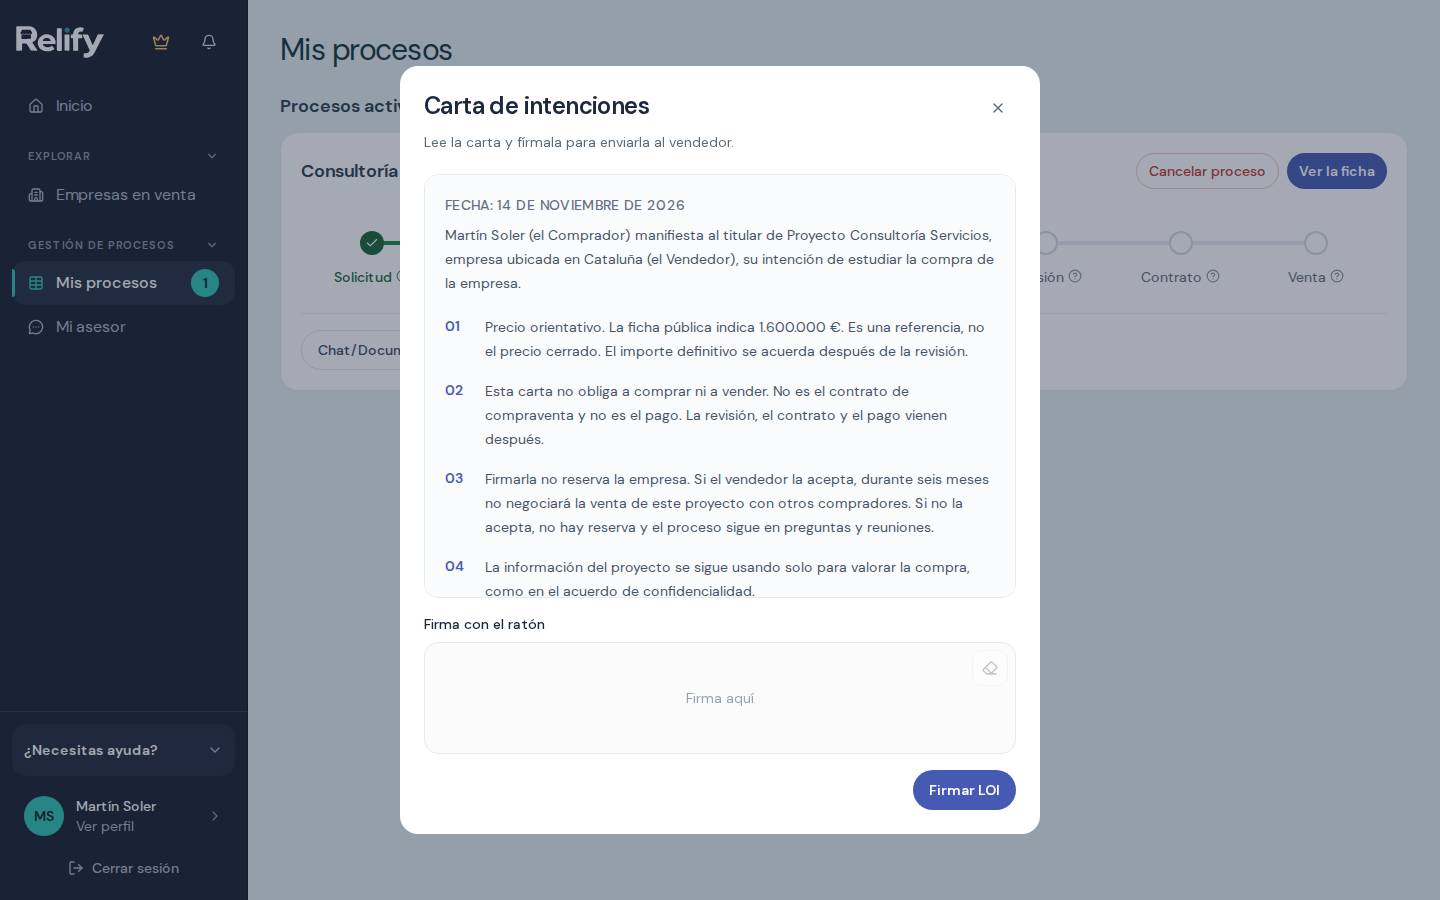 Relify
Inicio
EXPLORAR
Empresas en venta
GESTIÓN DE PROCESOS
Mis procesos
1
Mi asesor
¿Necesitas ayuda?
MS
Martín Soler
Ver perfil
Cerrar sesión
Mis procesos
Procesos activ
Consultoría
Cancelar proceso
Ver la ficha
Solicitud
sión
Contrato
Venta
Chat/Docun
Carta de intenciones
Lee la carta y fírmala para enviarla al vendedor.
FECHA: 14 DE NOVIEMBRE DE 2026
Martín Soler (el Comprador) manifiesta al titular de Proyecto Consultoría Servicios,
empresa ubicada en Cataluña (el Vendedor), su intención de estudiar la compra de
la empresa.
01 Precio orientativo. La ficha pública indica 1.600.000 €. Es una referencia, no
el precio cerrado. El importe definitivo se acuerda después de la revisión.
02 Esta carta no obliga a comprar ni a vender. No es el contrato de
compraventa y no es el pago. La revisión, el contrato y el pago vienen
después.
03 Firmarla no reserva la empresa. Si el vendedor la acepta, durante seis meses
no negociará la venta de este proyecto con otros compradores. Si no la
acepta, no hay reserva y el proceso sigue en preguntas y reuniones.
04 La información del proyecto se sigue usando solo para valorar la compra,
como en el acuerdo de confidencialidad.
Firma con el ratón
Firma aquí
Firmar LOI